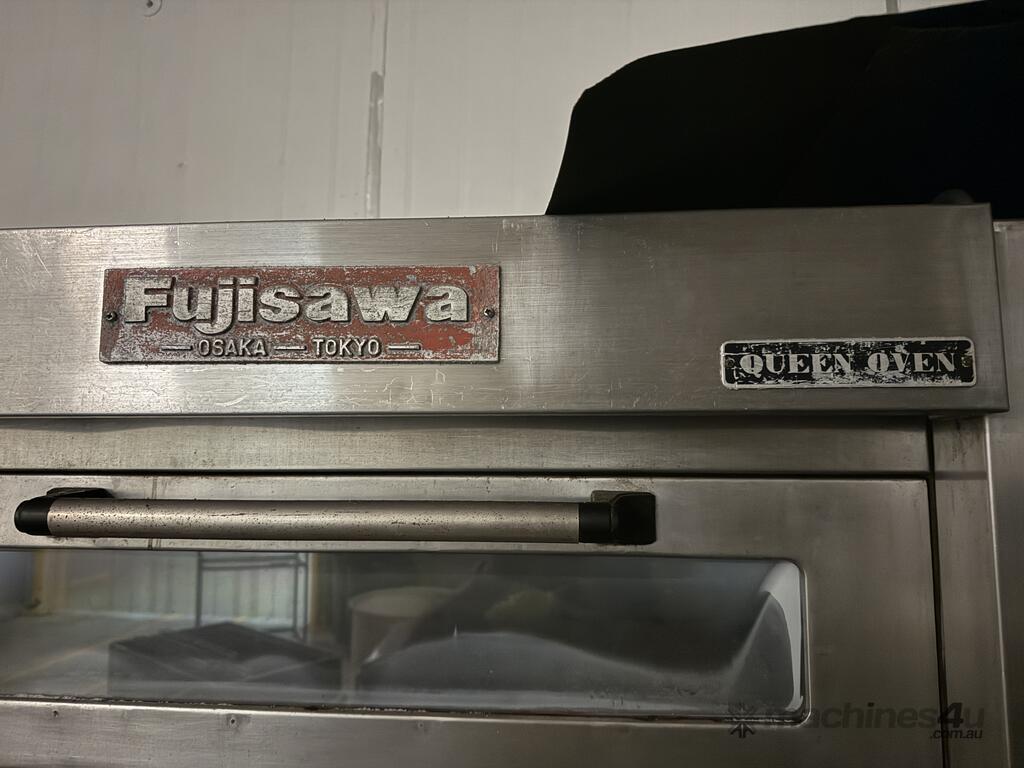 Fujisawa
OSAKA — TOKYO
QUEEN OVEN
machines4u
.com.au